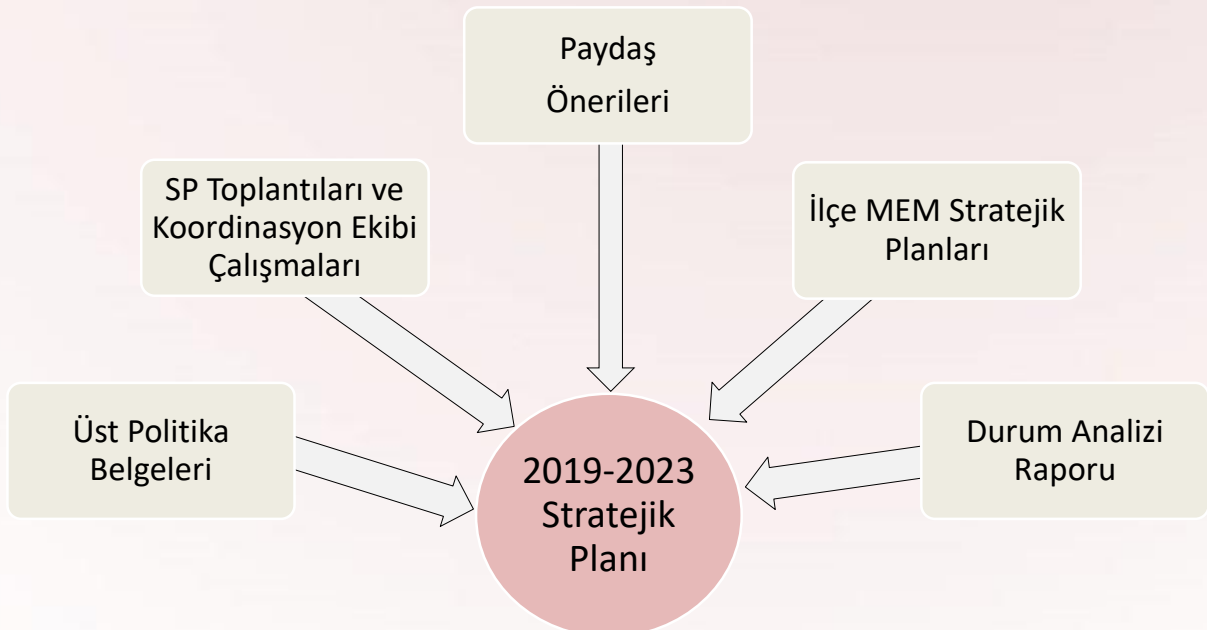 Paydaş
Önerileri
SP Toplantıları ve
Koordinasyon Ekibi
Çalışmaları
İlçe MEM Stratejik
Planları
Üst Politika
Belgeleri
Durum Analizi
Raporu
2019-2023
Stratejik
Planı